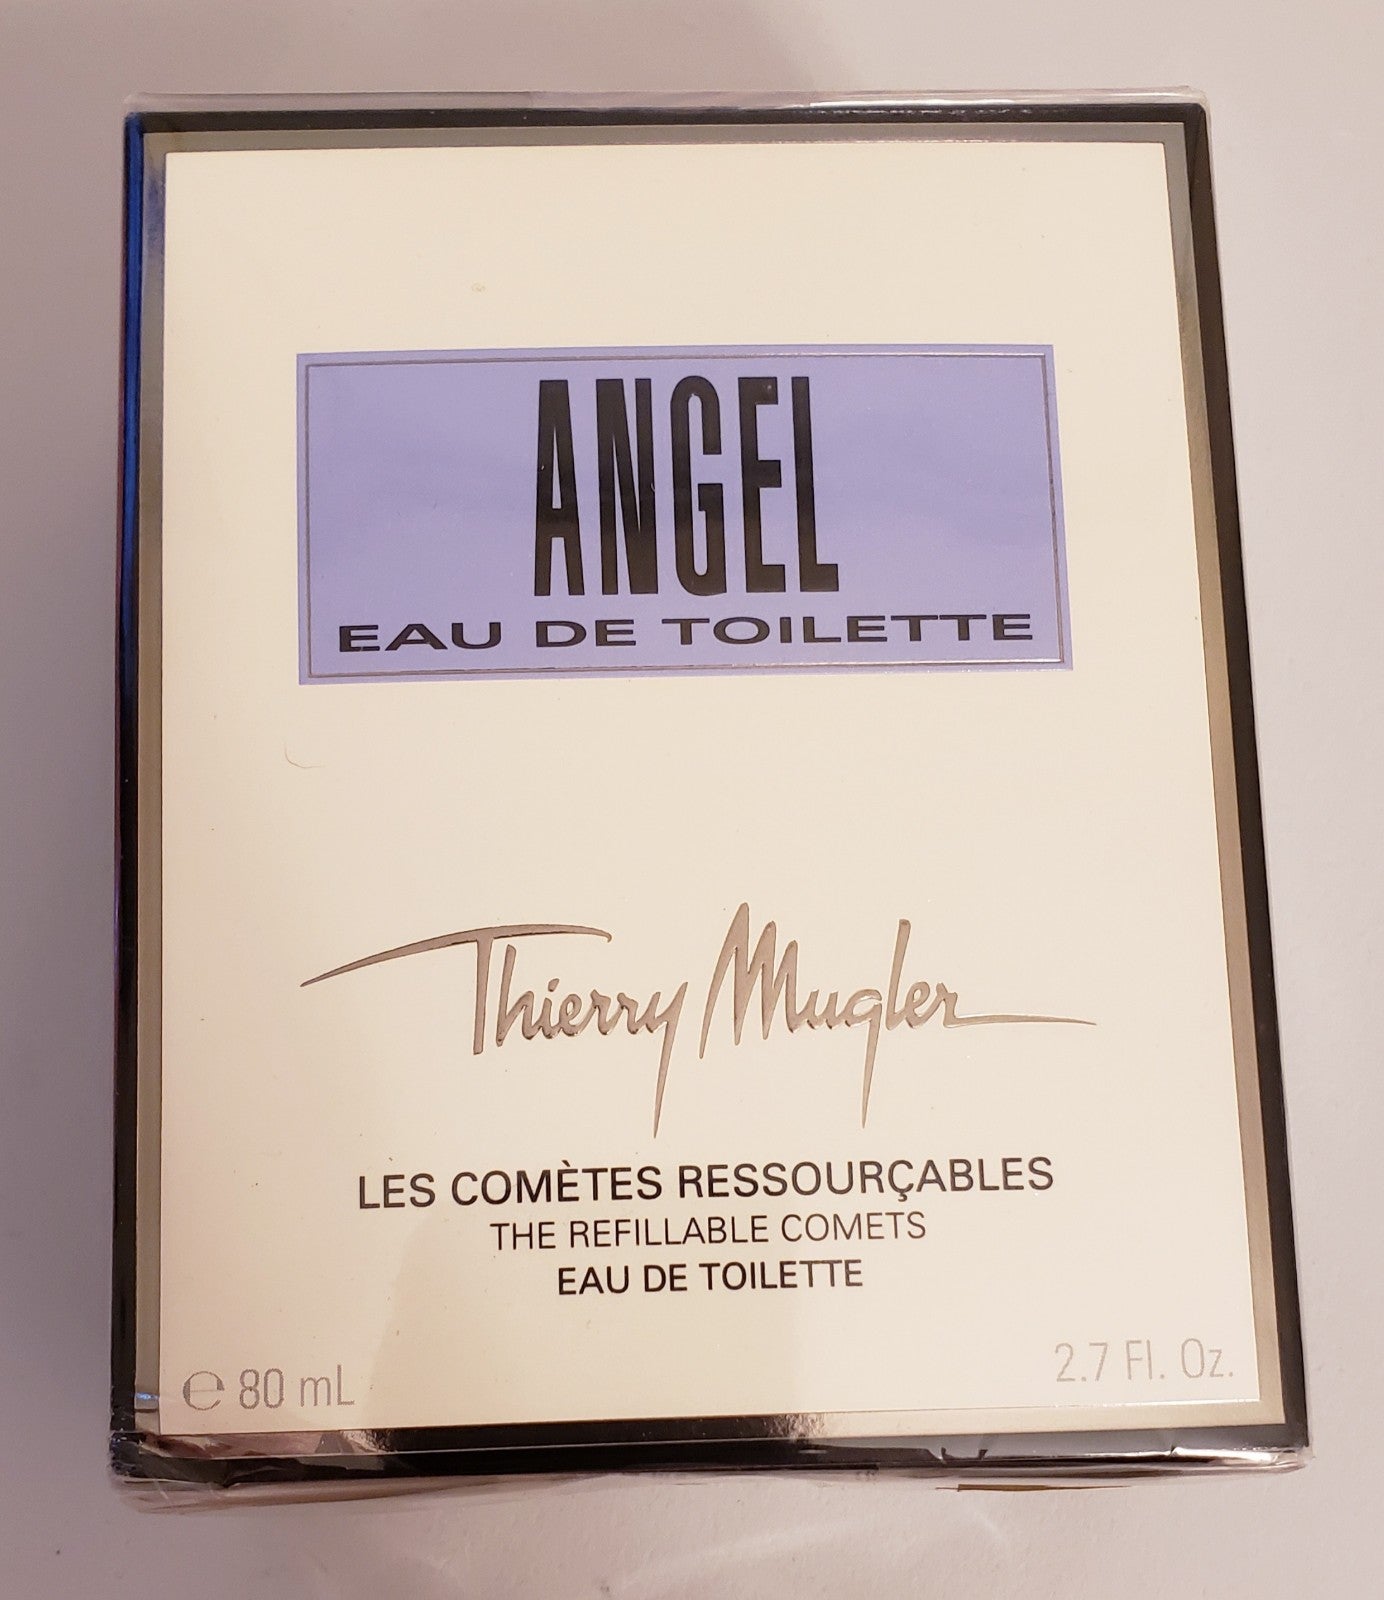 ANGEL
EAU DE TOILETTE
Thierry Mugler
LES COMÈTES RESSOURÇABLES
THE REFILLABLE COMETS
EAU DE TOILETTE
℮ 80 mL
2.7 Fl. Oz.